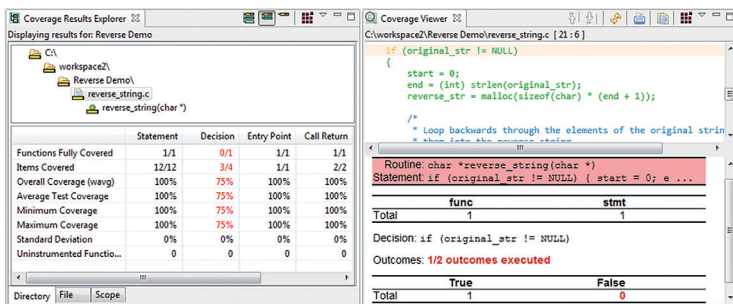 Coverage Results Explorer
Displaying results for: Reverse Demo
C:\
workspace2\
Reverse Demo\
reverse_string.c
reverse_string(char *)
Statement Decision Entry Point Call Return
Functions Fully Covered 1/1 0/1 1/1 1/1
Items Covered 12/12 3/4 1/1 2/2
Overall Coverage (wavg) 100% 75% 100% 100%
Average Test Coverage 100% 75% 100% 100%
Minimum Coverage 100% 75% 100% 100%
Maximum Coverage 100% 75% 100% 100%
Standard Deviation 0% 0% 0% 0%
Uninstrumented Functio... 0 0 0 0
Directory File Scope
Coverage Viewer
C:\workspace2\Reverse Demo\reverse_string.c [ 21 : 6 ]
if (original_str != NULL)
{
start = 0;
end = (int) strlen(original_str);
reverse_str = malloc(sizeof(char) * (end + 1));
/*
* Loop backwards through the elements of the original strin
* them into the reverse string
Routine: char *reverse_string(char *)
Statement: if (original_str != NULL) { start = 0; e ...
func stmt
Total 1 1
Decision: if (original_str != NULL)
Outcomes: 1/2 outcomes executed
True False
Total 1 0